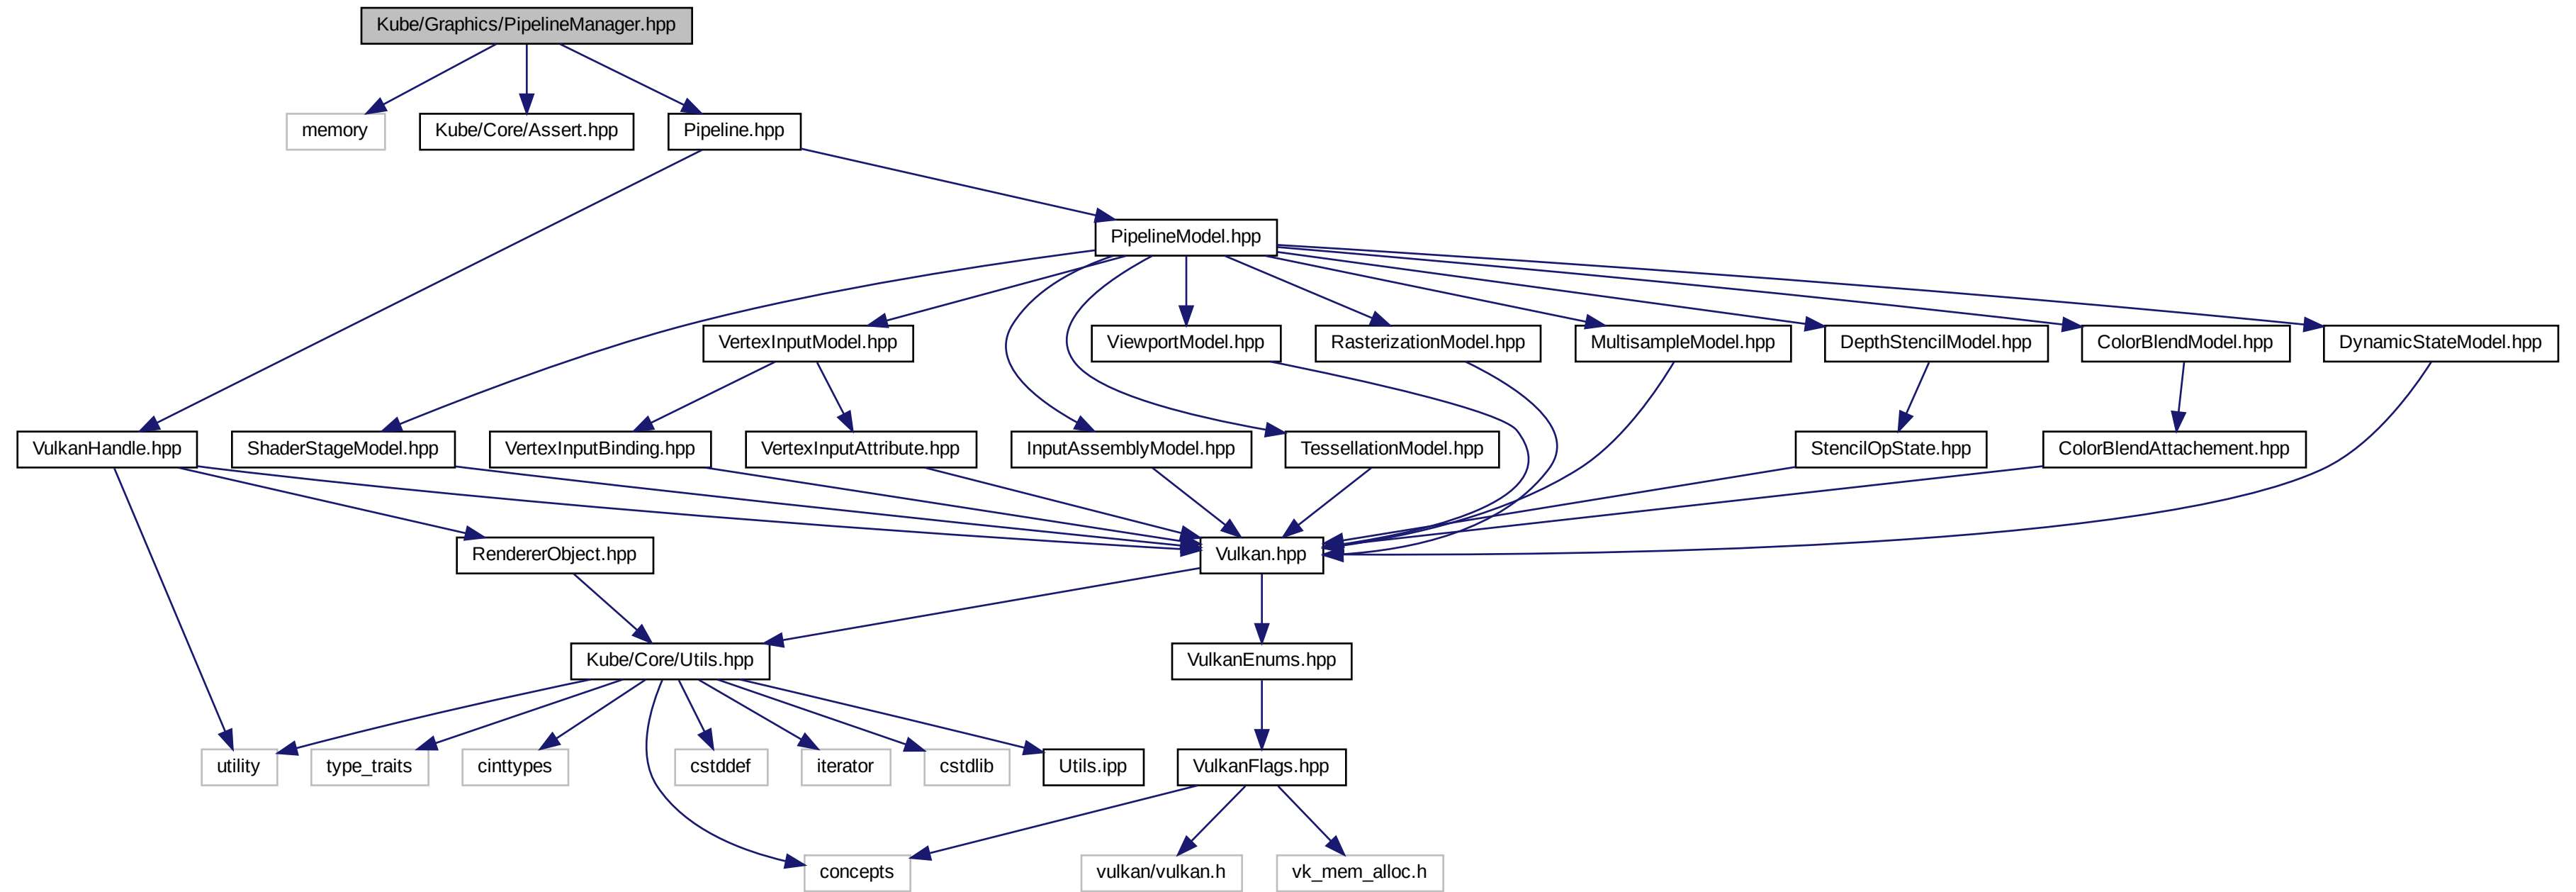 Kube/Graphics/PipelineManager.hpp
memory
Kube/Core/Assert.hpp
Pipeline.hpp
PipelineModel.hpp
VertexInputModel.hpp
ViewportModel.hpp
RasterizationModel.hpp
MultisampleModel.hpp
DepthStencilModel.hpp
ColorBlendModel.hpp
DynamicStateModel.hpp
VulkanHandle.hpp
ShaderStageModel.hpp
VertexInputBinding.hpp
VertexInputAttribute.hpp
InputAssemblyModel.hpp
TessellationModel.hpp
StencilOpState.hpp
ColorBlendAttachement.hpp
RendererObject.hpp
Vulkan.hpp
Kube/Core/Utils.hpp
VulkanEnums.hpp
utility
type_traits
cinttypes
cstddef
iterator
cstdlib
Utils.ipp
VulkanFlags.hpp
concepts
vulkan/vulkan.h
vk_mem_alloc.h